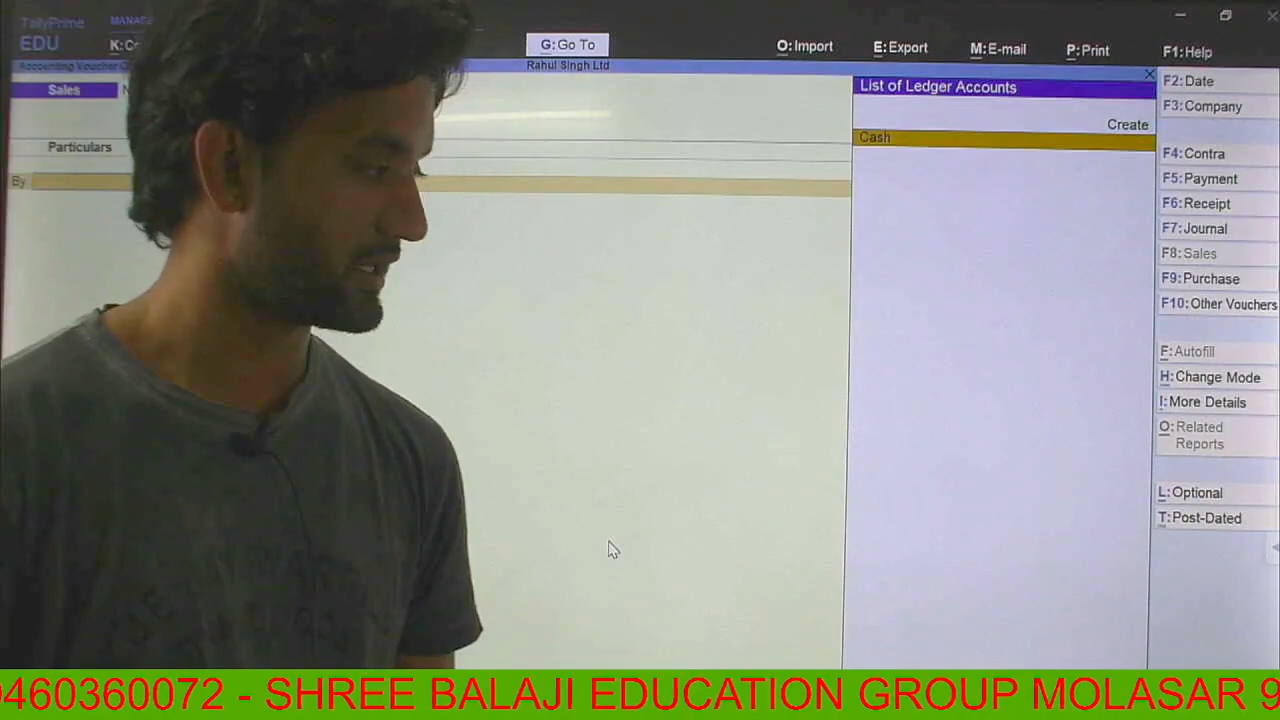 TallyPrime
MANAGE
EDU
K:Co
G:Go To
O:Import
E:Export
M:E-mail
P:Print
F1:Help
Accounting Voucher C
Rahul Singh Ltd
Sales
N
List of Ledger Accounts
F2:Date
F3:Company
Create
Particulars
Cash
F4:Contra
By
F5:Payment
F6:Receipt
F7:Journal
F8:Sales
F9:Purchase
F10:Other Vouchers
F:Autofill
H:Change Mode
I:More Details
O:Related
Reports
L:Optional
T:Post-Dated
9460360072 - SHREE BALAJI EDUCATION GROUP MOLASAR 9